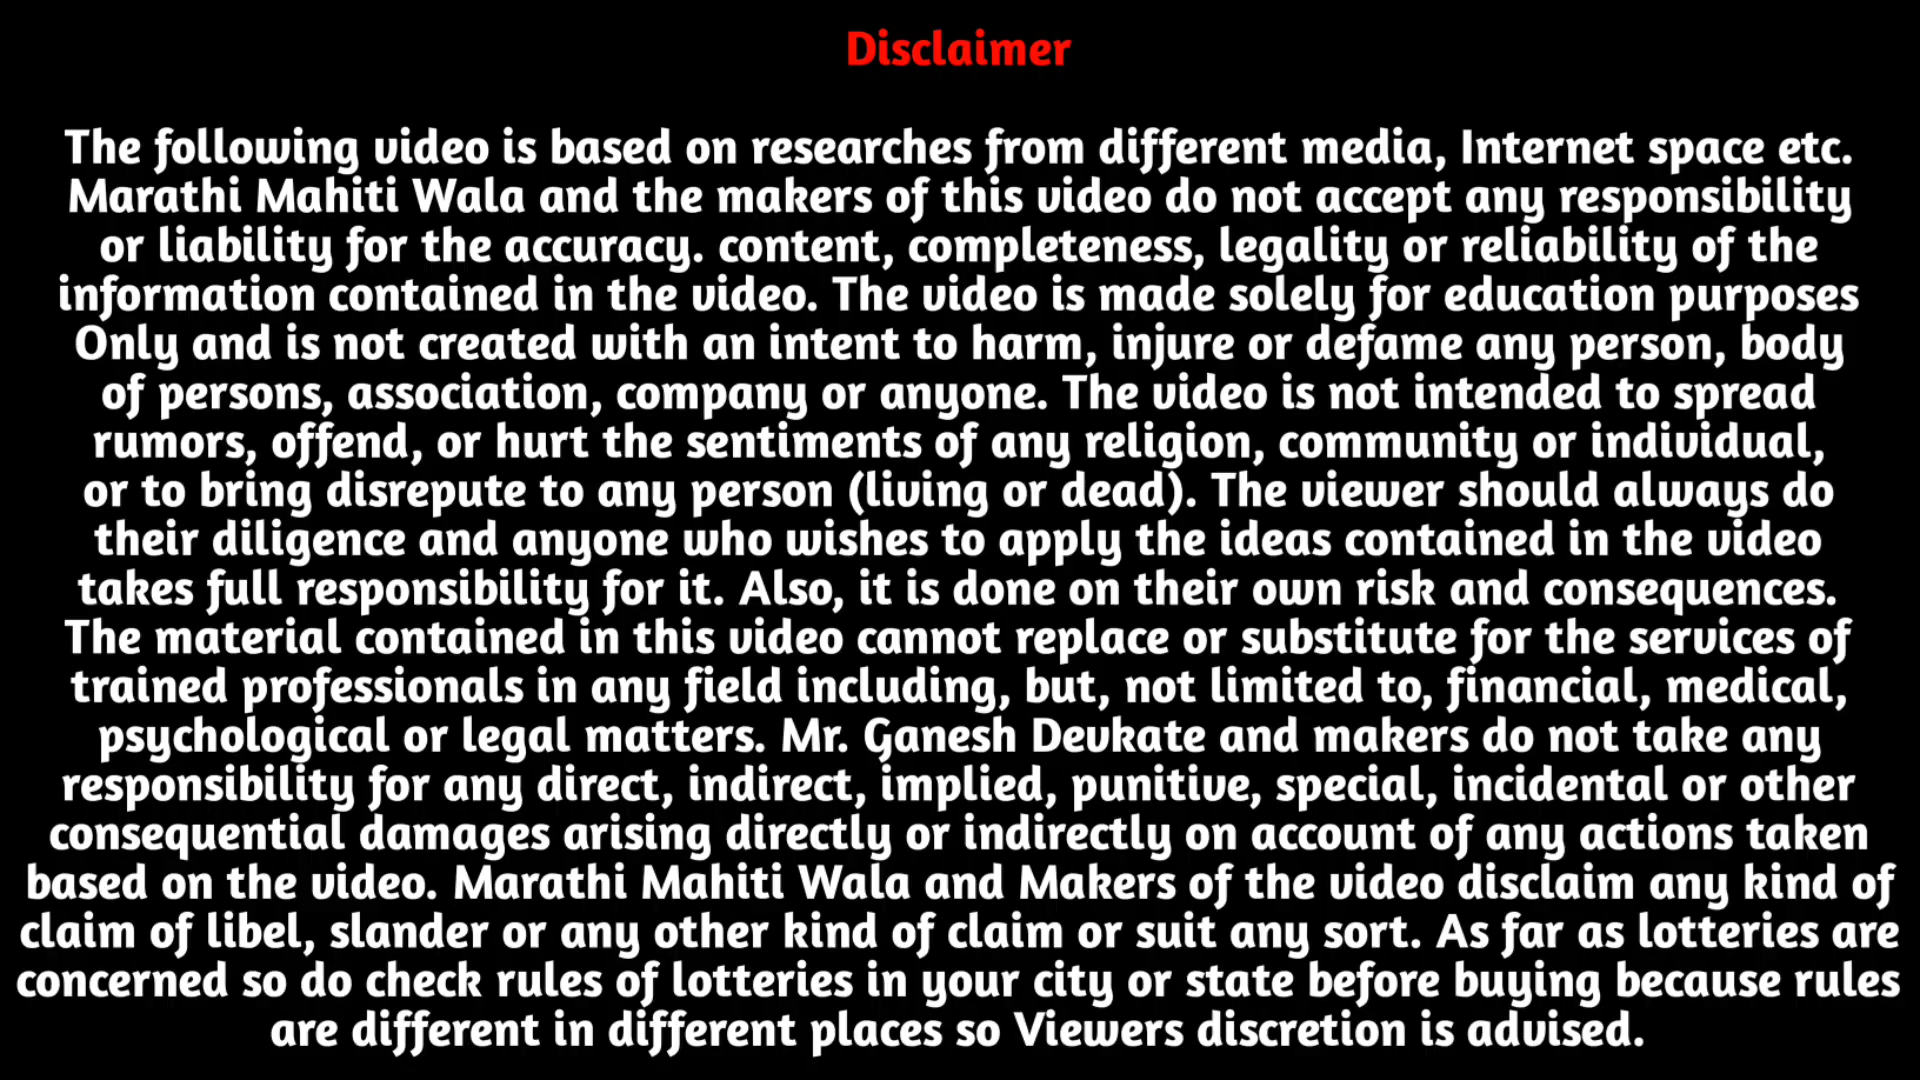 Disclaimer
The following video is based on researches from different media, Internet space etc.
Marathi Mahiti Wala and the makers of this video do not accept any responsibility
or liability for the accuracy. content, completeness, legality or reliability of the
information contained in the video. The video is made solely for education purposes
Only and is not created with an intent to harm, injure or defame any person, body
of persons, association, company or anyone. The video is not intended to spread
rumors, offend, or hurt the sentiments of any religion, community or individual,
or to bring disrepute to any person (living or dead). The viewer should always do
their diligence and anyone who wishes to apply the ideas contained in the video
takes full responsibility for it. Also, it is done on their own risk and consequences.
The material contained in this video cannot replace or substitute for the services of
trained professionals in any field including, but, not limited to, financial, medical,
psychological or legal matters. Mr. Ganesh Devkate and makers do not take any
responsibility for any direct, indirect, implied, punitive, special, incidental or other
consequential damages arising directly or indirectly on account of any actions taken
based on the video. Marathi Mahiti Wala and Makers of the video disclaim any kind of
claim of libel, slander or any other kind of claim or suit any sort. As far as lotteries are
concerned so do check rules of lotteries in your city or state before buying because rules
are different in different places so Viewers discretion is advised.